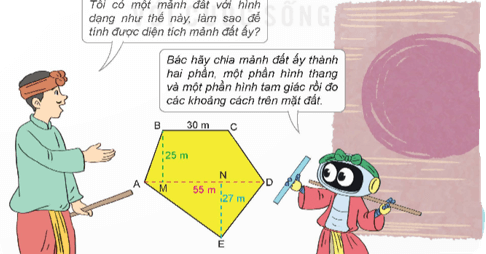 SỐNG
Tôi có một mảnh đất với hình
dạng như thế này, làm sao để
tính được diện tích mảnh đất ấy?
Bác hãy chia mảnh đất ấy thành
hai phần, một phần hình thang
và một phần hình tam giác rồi đo
các khoảng cách trên mặt đất.
B 30 m C
25 m
A M 55 m N D
27 m
E